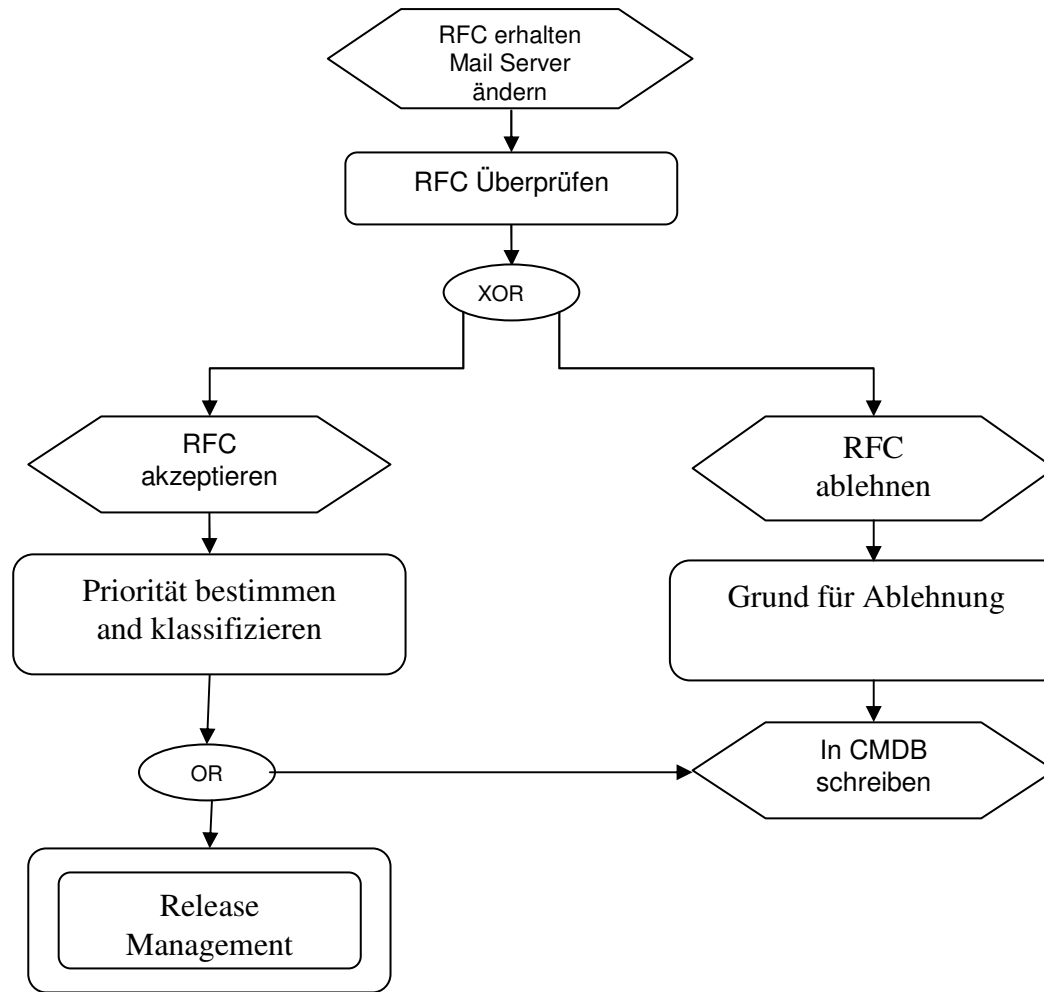 RFC erhalten
Mail Server
ändern
RFC Überprüfen
XOR
RFC
akzeptieren
RFC
ablehnen
Priorität bestimmen
and klassifizieren
Grund für Ablehnung
OR
In CMDB
schreiben
Release
Management